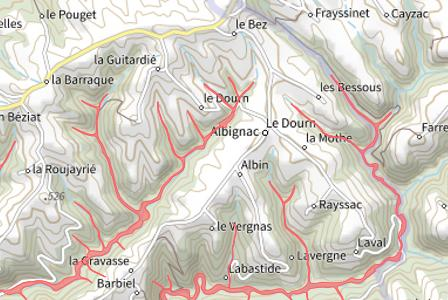 elles
le Pouget
le Bez
Frayssinet
Cayzac
la Guitardié
la Barraque
le Dourn
les Bessous
n Béziat
Albignac
Le Dourn
la Mothe
Farre
la Roujayrié
Albin
526
Rayssac
le Vergnas
Laval
la Gravasse
Lavergne
Labastide
Barbiel